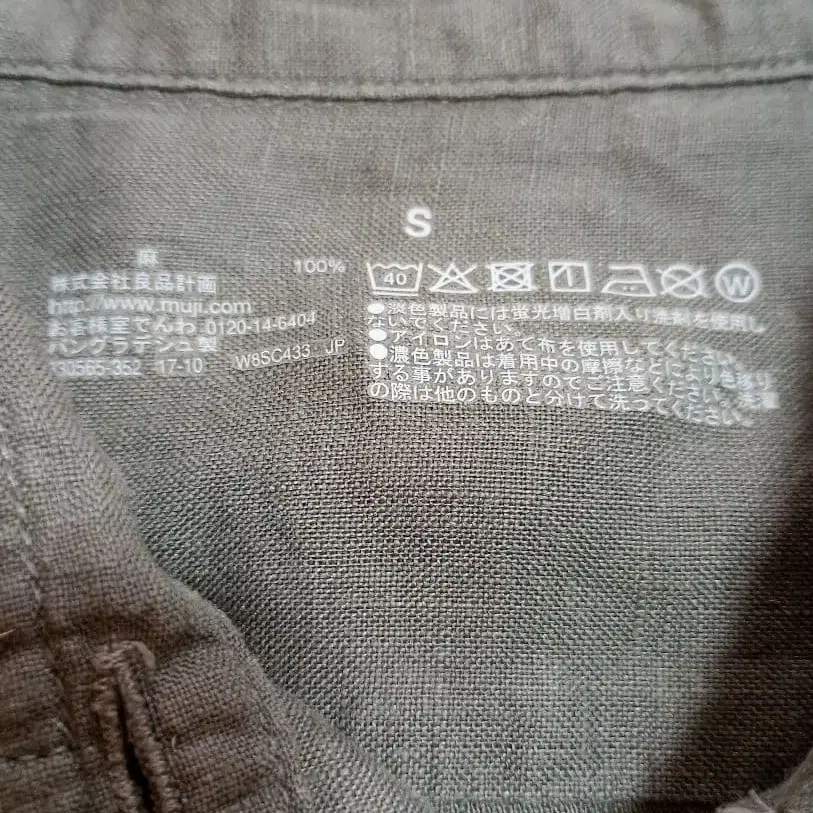 S
麻 100%
株式会社良品計画
http://www.muji.com
お客様室でんわ 0120-14-6404
バングラデシュ製
130565-352 17-10 W8SC433 JP
40 W
●淡色製品には蛍光増白剤入り洗剤を使用し
ないでください。
●アイロンはあて布を使用してください。
●濃色製品は着用中の摩擦などにより色移り
する事がありますのでご注意ください。洗濯
の際は他のものと分けて洗ってください。